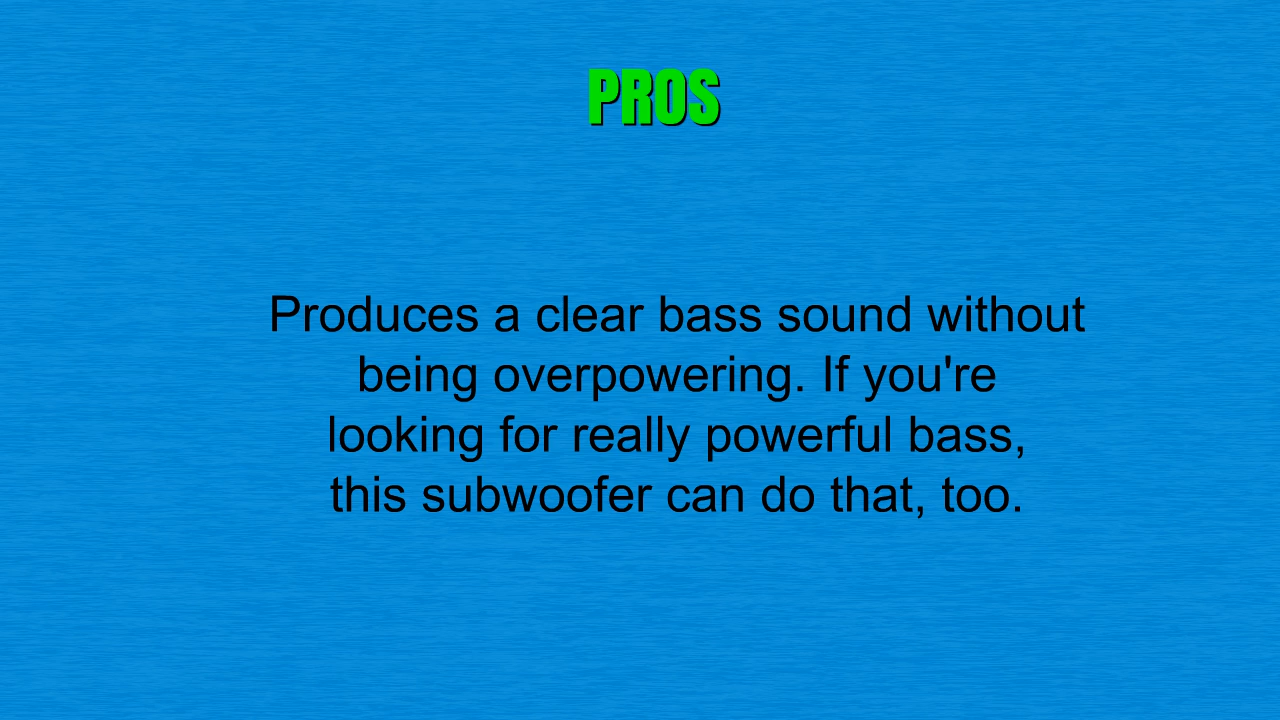 PROS
Produces a clear bass sound without
being overpowering. If you're
looking for really powerful bass,
this subwoofer can do that, too.